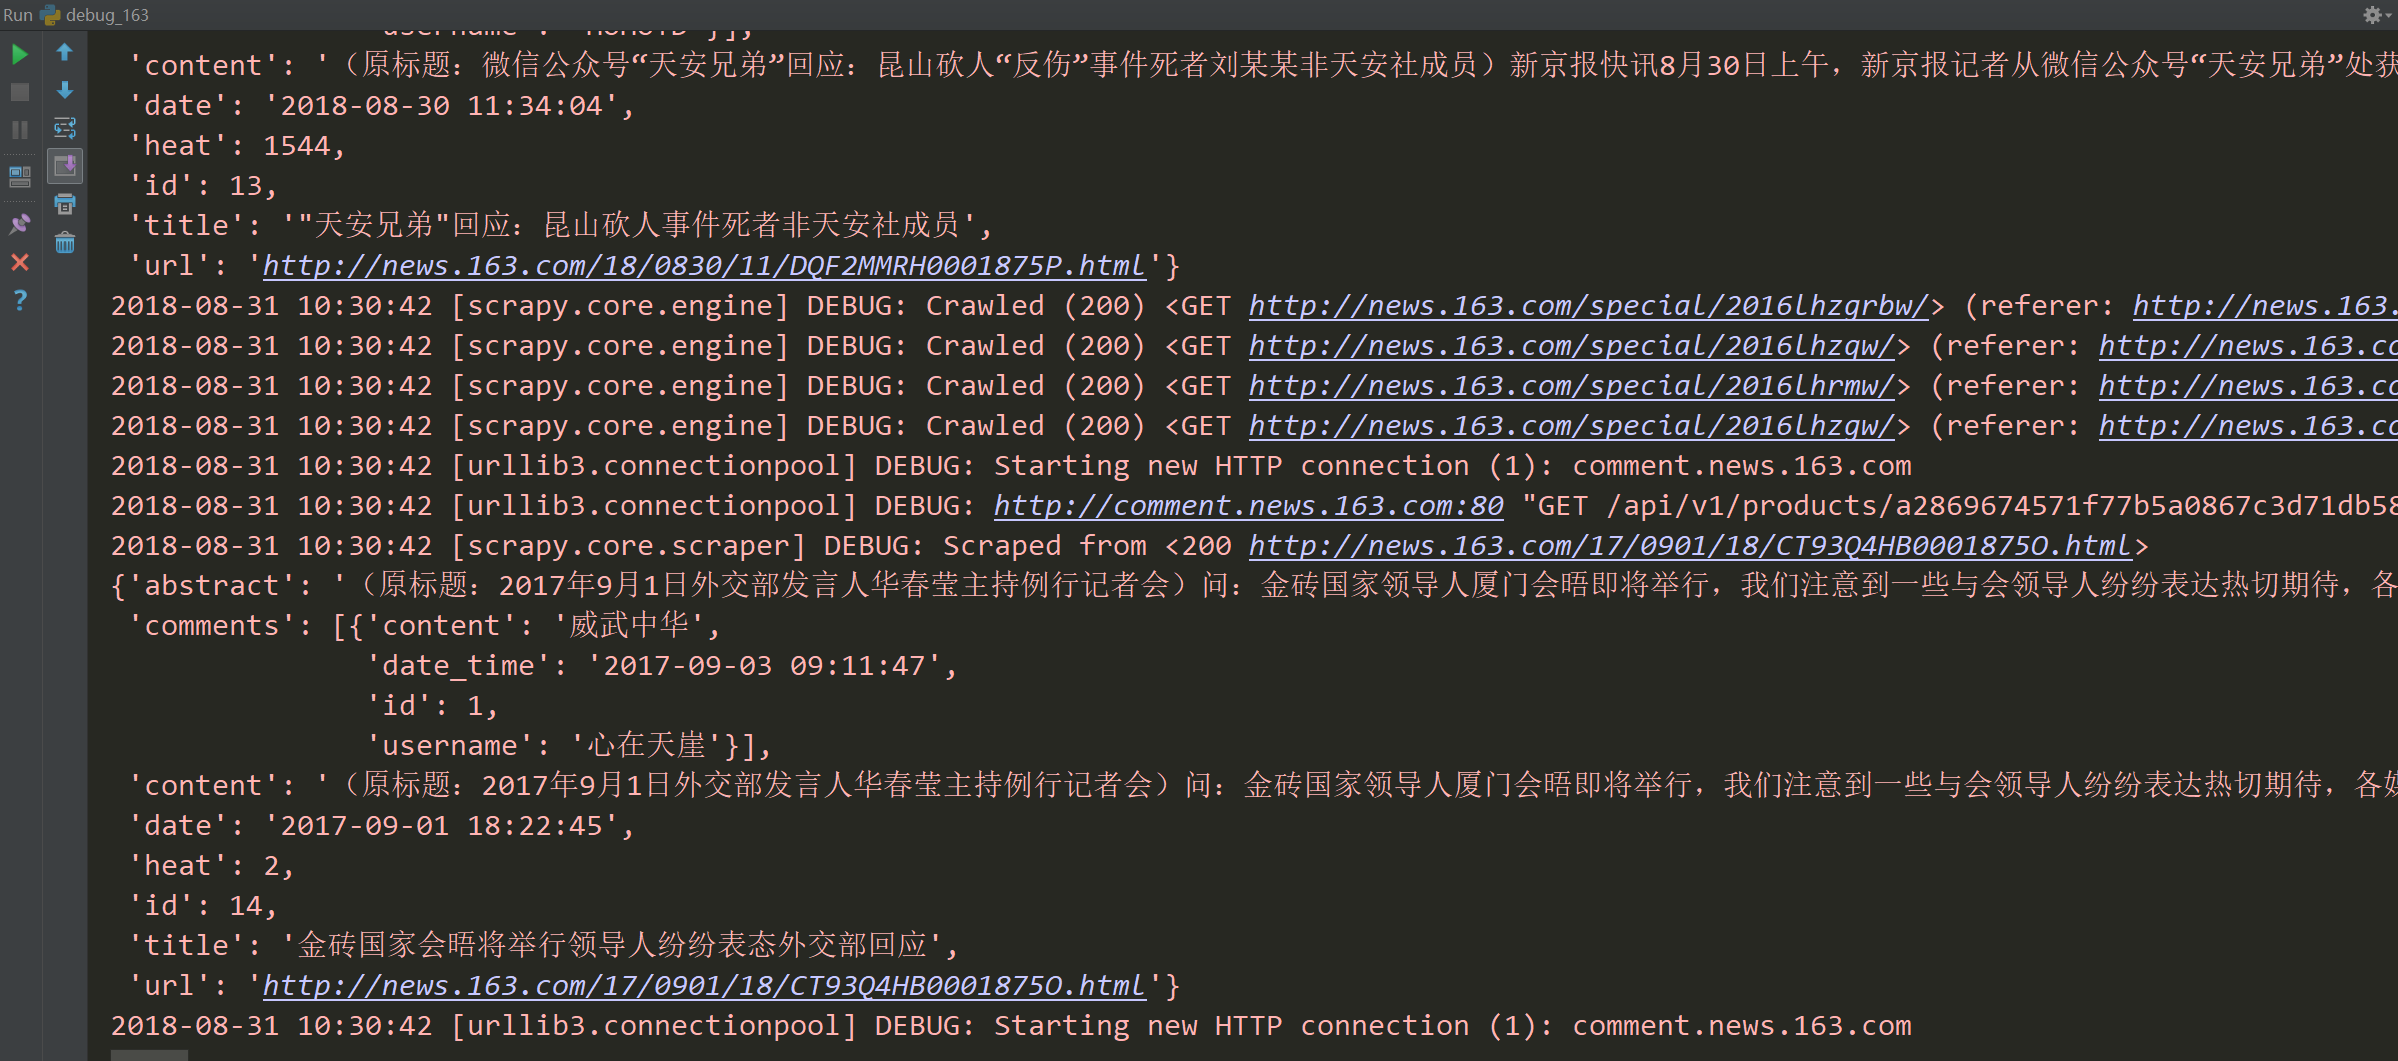 Run debug_163
'content': '（原标题：微信公众号“天安兄弟”回应：昆山砍人“反伤”事件死者刘某某非天安社成员）新京报快讯8月30日上午，新京报记者从微信公众号“天安兄弟”处获
'date': '2018-08-30 11:34:04',
'heat': 1544,
'id': 13,
'title': '"天安兄弟"回应：昆山砍人事件死者非天安社成员',
'url': 'http://news.163.com/18/0830/11/DQF2MMRH0001875P.html'}
2018-08-31 10:30:42 [scrapy.core.engine] DEBUG: Crawled (200) <GET http://news.163.com/special/2016lhzgrbw/> (referer: http://news.163.
2018-08-31 10:30:42 [scrapy.core.engine] DEBUG: Crawled (200) <GET http://news.163.com/special/2016lhzqw/> (referer: http://news.163.co
2018-08-31 10:30:42 [scrapy.core.engine] DEBUG: Crawled (200) <GET http://news.163.com/special/2016lhrmw/> (referer: http://news.163.co
2018-08-31 10:30:42 [scrapy.core.engine] DEBUG: Crawled (200) <GET http://news.163.com/special/2016lhzgw/> (referer: http://news.163.co
2018-08-31 10:30:42 [urllib3.connectionpool] DEBUG: Starting new HTTP connection (1): comment.news.163.com
2018-08-31 10:30:42 [urllib3.connectionpool] DEBUG: http://comment.news.163.com:80 "GET /api/v1/products/a2869674571f77b5a0867c3d71db58
2018-08-31 10:30:42 [scrapy.core.scraper] DEBUG: Scraped from <200 http://news.163.com/17/0901/18/CT93Q4HB0001875O.html>
{'abstract': '（原标题：2017年9月1日外交部发言人华春莹主持例行记者会）问：金砖国家领导人厦门会晤即将举行，我们注意到一些与会领导人纷纷表达热切期待，各
'comments': [{'content': '威武中华',
'date_time': '2017-09-03 09:11:47',
'id': 1,
'username': '心在天崖'}],
'content': '（原标题：2017年9月1日外交部发言人华春莹主持例行记者会）问：金砖国家领导人厦门会晤即将举行，我们注意到一些与会领导人纷纷表达热切期待，各媒
'date': '2017-09-01 18:22:45',
'heat': 2,
'id': 14,
'title': '金砖国家会晤将举行领导人纷纷表态外交部回应',
'url': 'http://news.163.com/17/0901/18/CT93Q4HB0001875O.html'}
2018-08-31 10:30:42 [urllib3.connectionpool] DEBUG: Starting new HTTP connection (1): comment.news.163.com